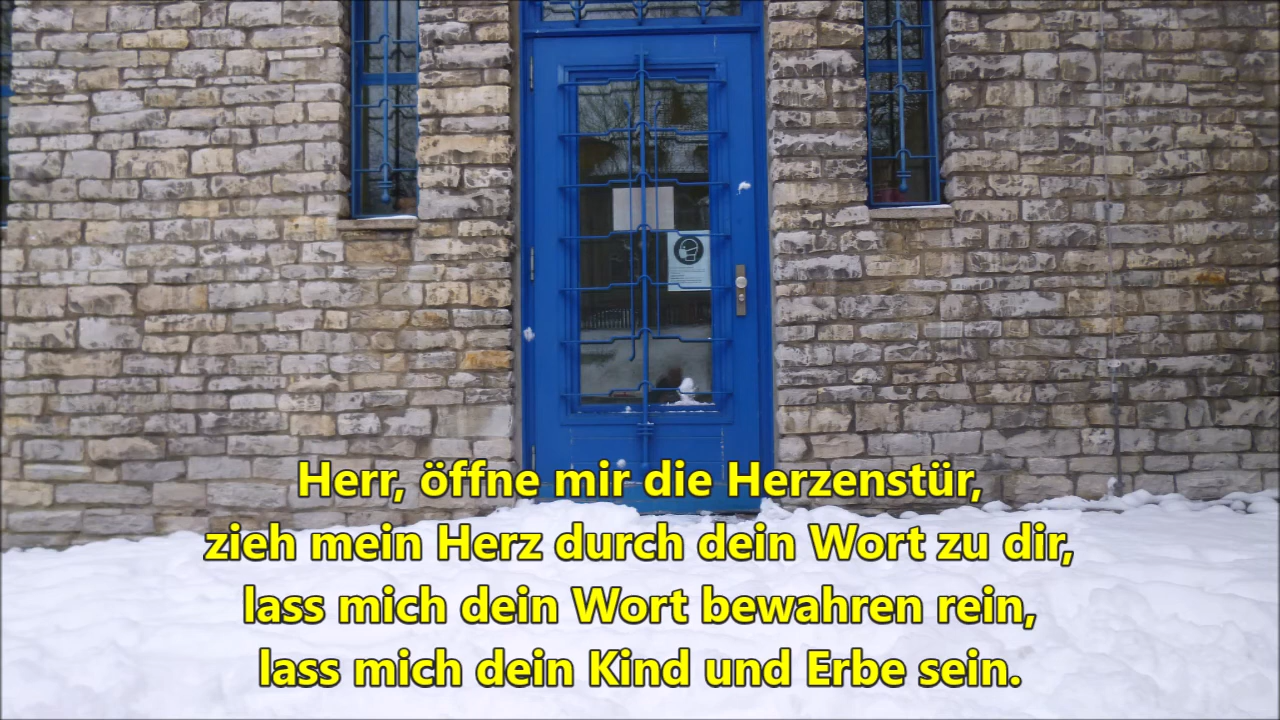 Herr, öffne mir die Herzenstür,
zieh mein Herz durch dein Wort zu dir,
lass mich dein Wort bewahren rein,
lass mich dein Kind und Erbe sein.